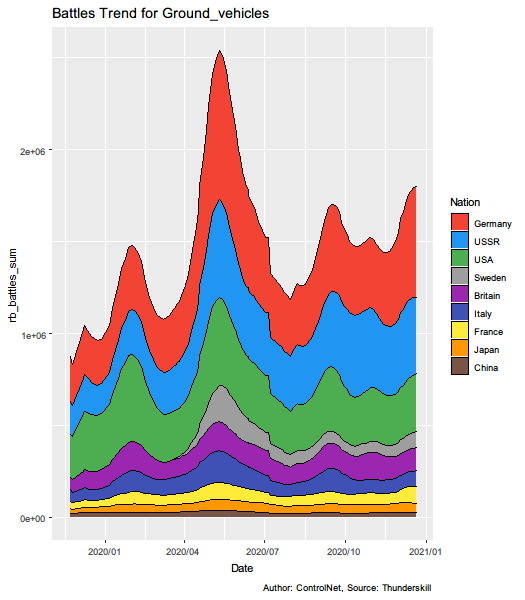 Battles Trend for Ground_vehicles
rb_battles_sum
2e+06
1e+06
0e+00
2020/01
2020/04
2020/07
2020/10
2021/01
Date
Nation
Germany
USSR
USA
Sweden
Britain
Italy
France
Japan
China
Author: ControlNet, Source: Thunderskill